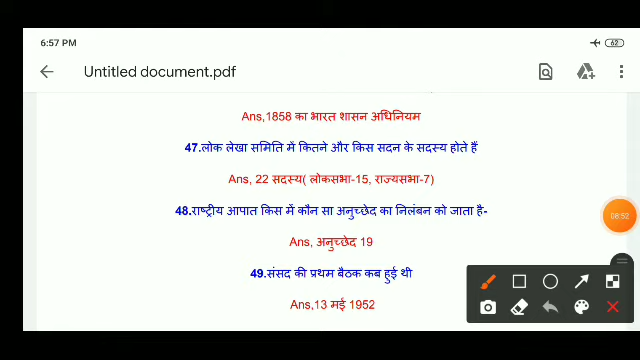 6:57 PM
62
Untitled document.pdf
Ans,1858 का भारत शासन अधिनियम
47.लोक लेखा समिति में कितने और किस सदन के सदस्य होते हैं
Ans, 22 सदस्य( लोकसभा-15, राज्यसभा-7)
48.राष्ट्रीय आपात किस में कौन सा अनुच्छेद का निलंबन को जाता है-
Ans, अनुच्छेद 19
08:52
49.संसद की प्रथम बैठक कब हुई थी
Ans,13 मई 1952